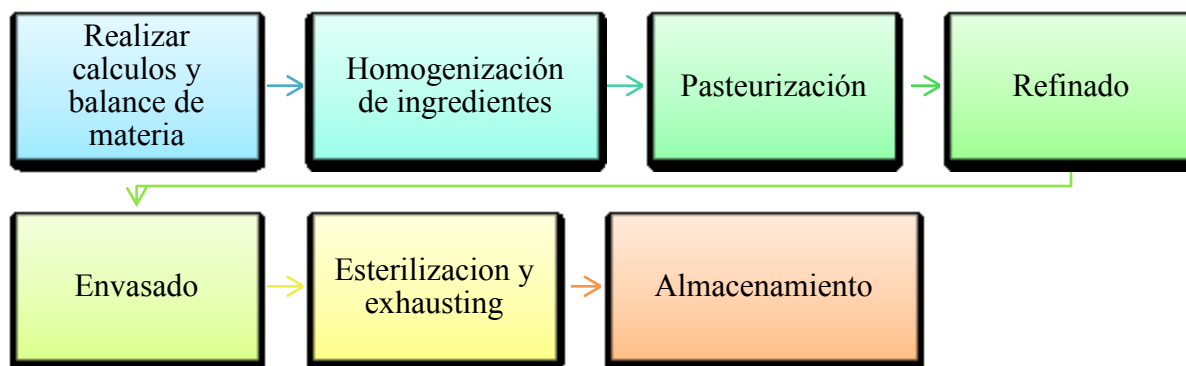 Realizar
calculos y
balance de
materia
Homogenización
de ingredientes
Pasteurización
Refinado
Envasado
Esterilizacion y
exhausting
Almacenamiento